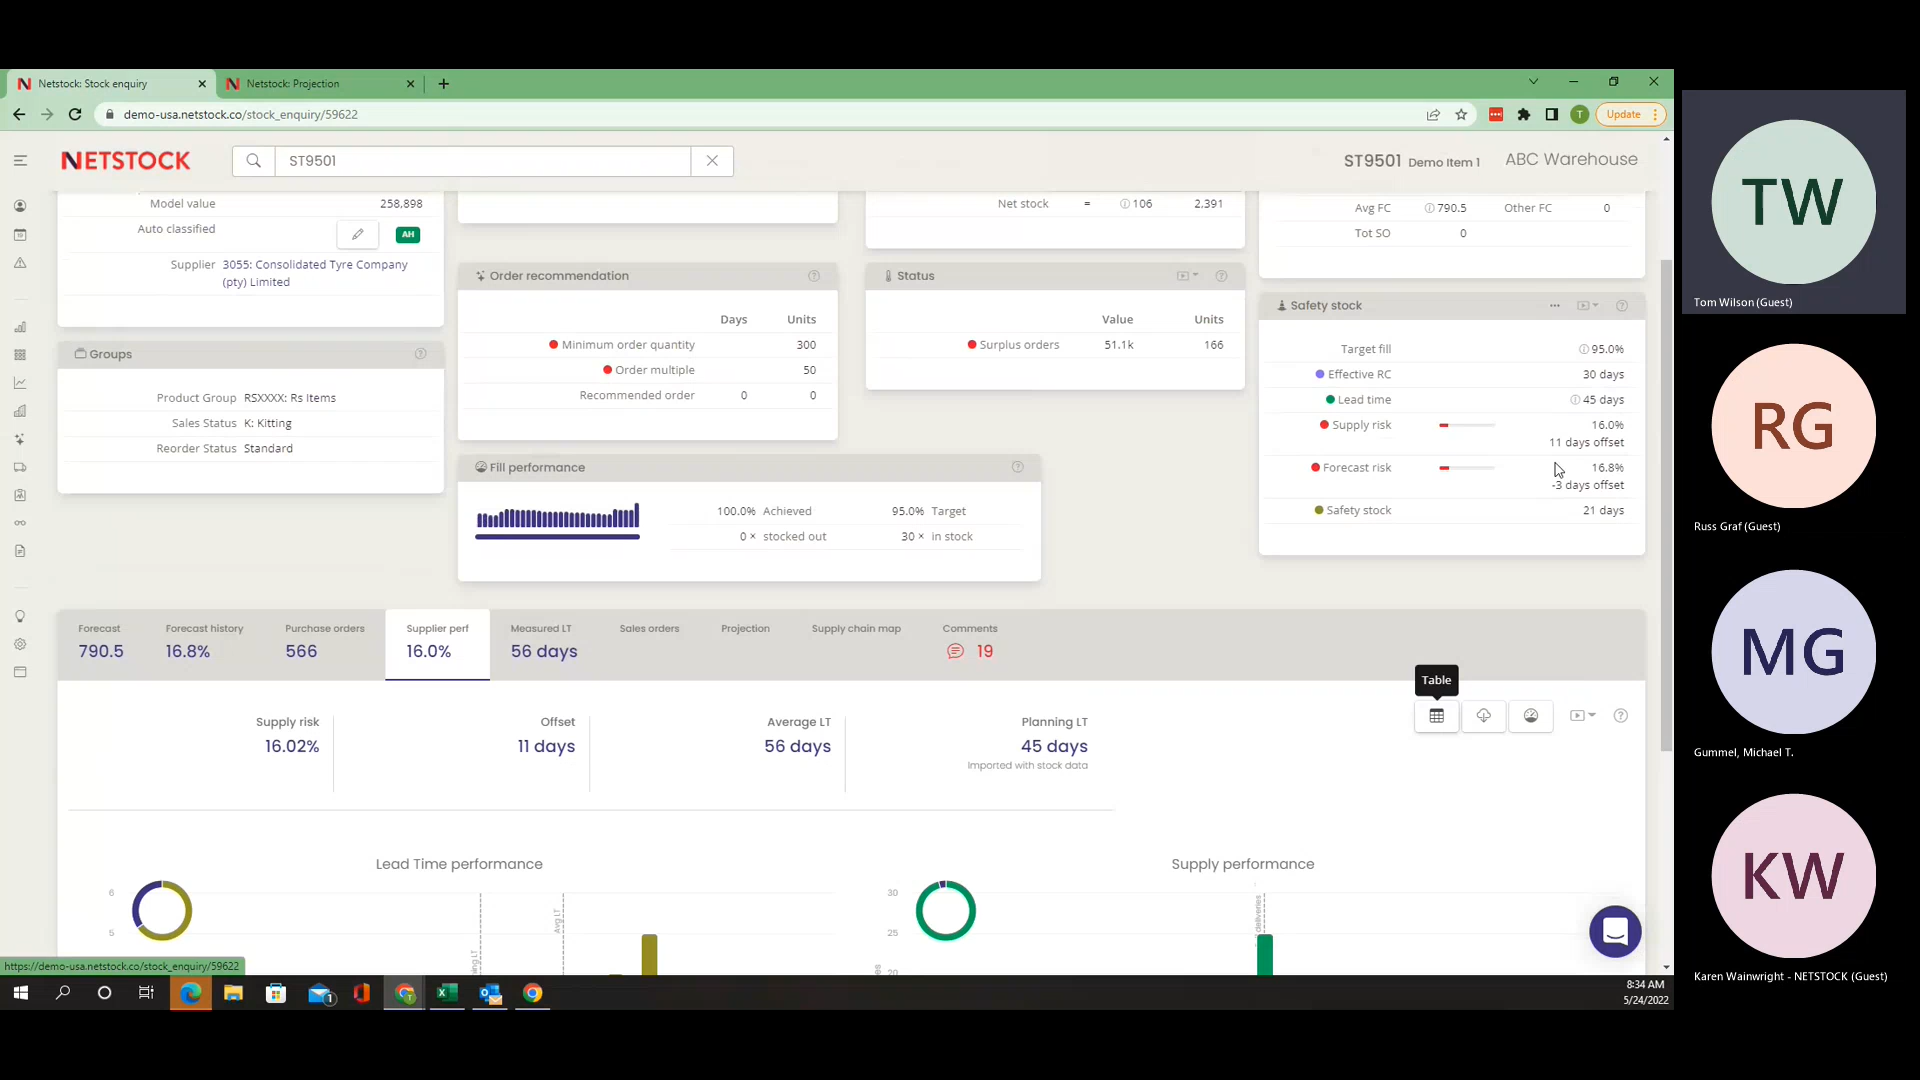 Netstock: Stock enquiry
Netstock: Projection
demo-usa.netstock.co/stock_enquiry/59622
T
Update
NETSTOCK
ST9501
ST9501 Demo Item 1
ABC Warehouse
Model value 258,898
Auto classified
AH
Supplier 3055: Consolidated Tyre Company
(pty) Limited
Groups
Product Group RSXXXX: Rs Items
Sales Status K: Kitting
Reorder Status Standard
Order recommendation
Days Units
Minimum order quantity 300
Order multiple 50
Recommended order 0 0
Fill performance
100.0% Achieved 95.0% Target
0 × stocked out 30 × in stock
Net stock = 106 2,391
Status
Value Units
Surplus orders 51.1k 166
Avg FC 790.5 Other FC 0
Tot SO 0
Safety stock
Target fill 95.0%
Effective RC 30 days
Lead time 45 days
Supply risk 16.0%
11 days offset
Forecast risk 16.8%
-3 days offset
Safety stock 21 days
Forecast
790.5
Forecast history
16.8%
Purchase orders
566
Supplier perf
16.0%
Measured LT
56 days
Sales orders
Projection
Supply chain map
Comments
19
Table
Supply risk
16.02%
Offset
11 days
Average LT
56 days
Planning LT
45 days
Imported with stock data
Lead Time performance
6
5
Avg LT
Supply performance
30
25
20
deliveries
https://demo-usa.netstock.co/stock_enquiry/59622
1
8:34 AM
5/24/2022
TW
Tom Wilson (Guest)
RG
Russ Graf (Guest)
MG
Gummel, Michael T.
KW
Karen Wainwright - NETSTOCK (Guest)